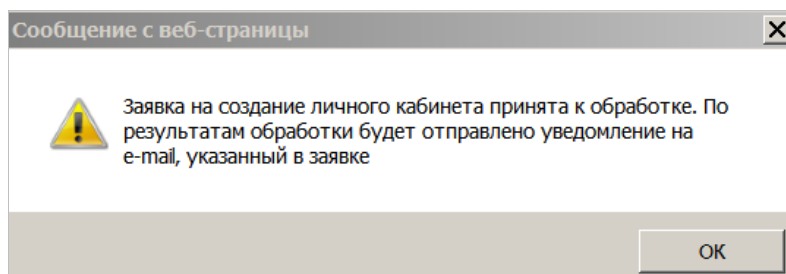 Сообщение с веб-страницы
Заявка на создание личного кабинета принята к обработке. По
результатам обработки будет отправлено уведомление на
e-mail, указанный в заявке
ОК